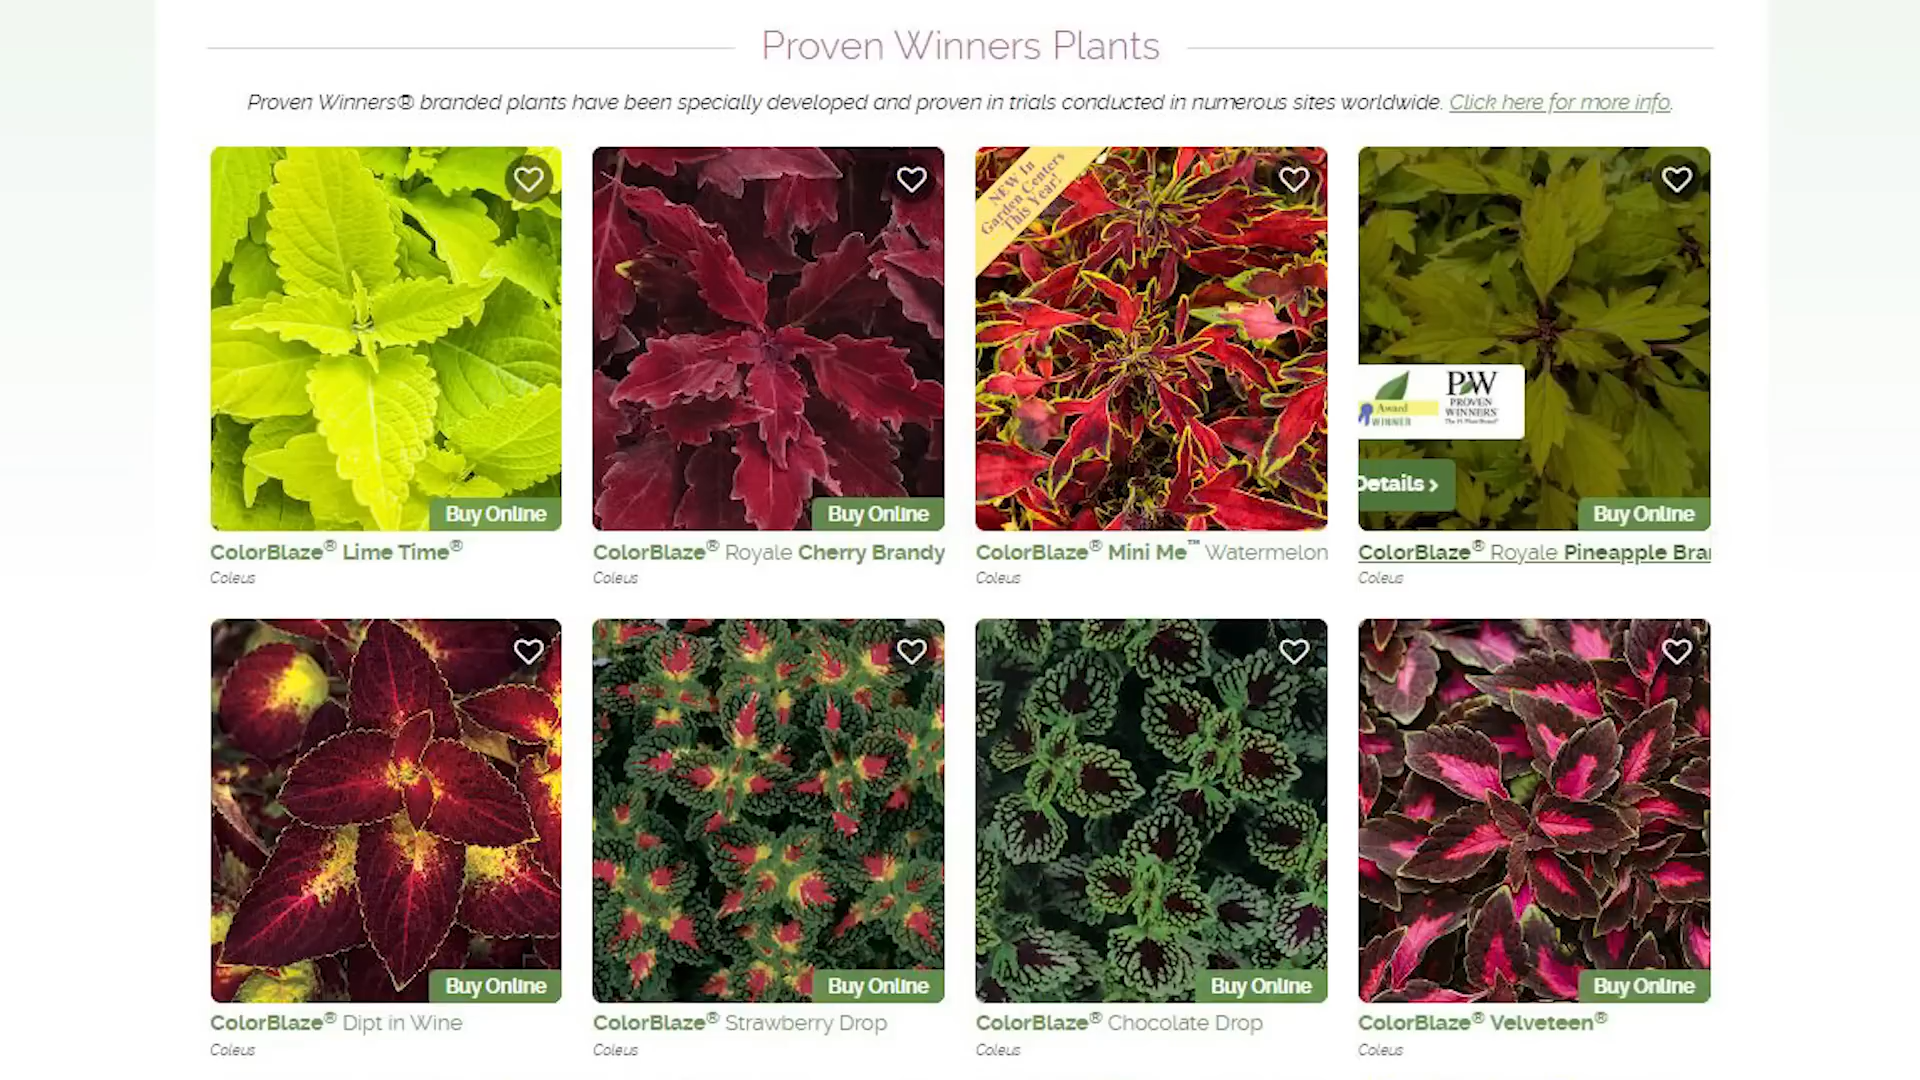 Proven Winners Plants
Proven Winners® branded plants have been specially developed and proven in trials conducted in numerous sites worldwide. Click here for more info.
NEW In
Garden Centers
This Year!
Award
WINNER
PW
PROVEN
WINNERS
The #1 Plant Brand
Details ›
Buy Online
Buy Online
Buy Online
ColorBlaze® Lime Time®
ColorBlaze® Royale Cherry Brandy
ColorBlaze® Mini Me™ Watermelon
ColorBlaze® Royale Pineapple Bra
Coleus
Coleus
Coleus
Coleus
Buy Online
Buy Online
Buy Online
Buy Online
ColorBlaze® Dipt in Wine
ColorBlaze® Strawberry Drop
ColorBlaze® Chocolate Drop
ColorBlaze® Velveteen®
Coleus
Coleus
Coleus
Coleus